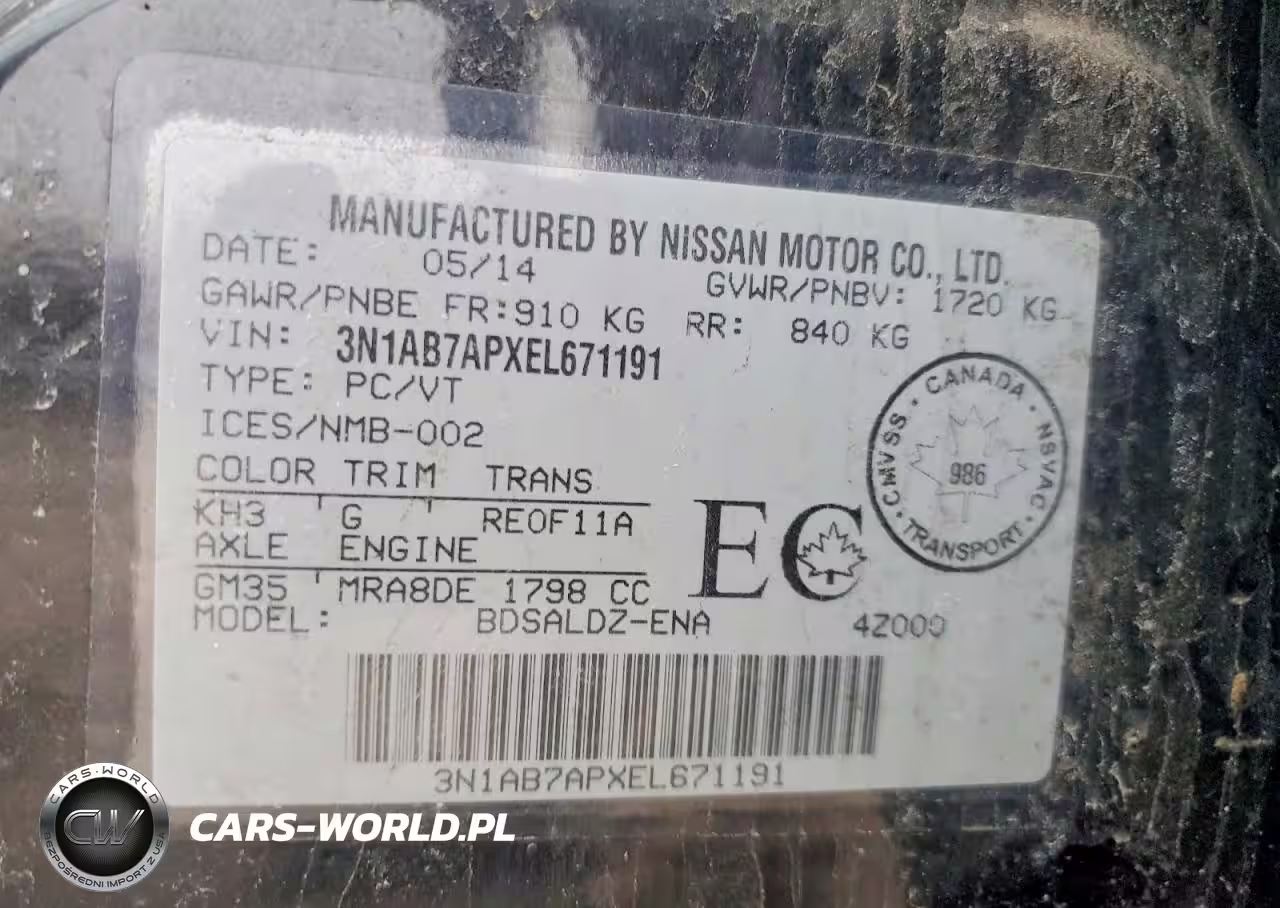 MANUFACTURED BY NISSAN MOTOR CO., LTD.
DATE: 05/14 GVWR/PNBV: 1720 KG
GAWR/PNBE FR:910 KG RR: 840 KG
VIN: 3N1AB7APXEL671191
TYPE: PC/VT
ICES/NMB-002
COLOR TRIM TRANS
KH3 ' G ' RE0F11A
AXLE ENGINE
GM35 ' MRA8DE 1798 CC
MODEL: BDSALDZ-ENA 4Z009
CMVSS · CANADA · NSVAC · TRANSPORT ·
986
EC
3N1AB7APXEL671191
CARS-WORLD
CW
BEZPOŚREDNI IMPORT Z USA
CARS-WORLD.PL